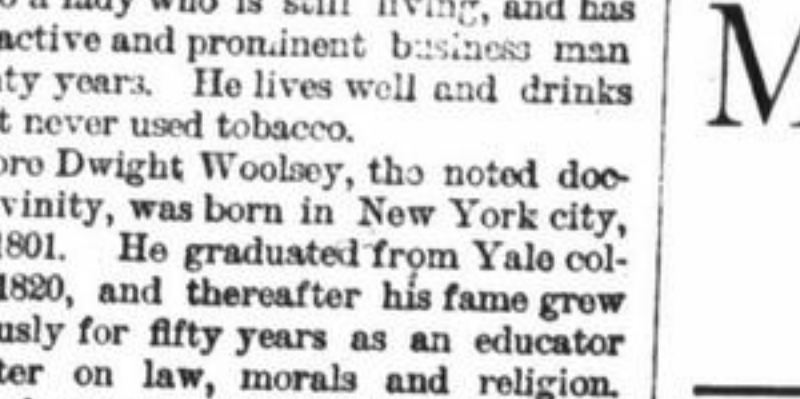 a lady who is still living, and has
active and prominent business man
ty years. He lives well and drinks
t never used tobacco.
ore Dwight Woolsey, the noted doc-
vinity, was born in New York city,
1801. He graduated from Yale col-
1820, and thereafter his fame grew
usly for fifty years as an educator
ter on law, morals and religion.
M